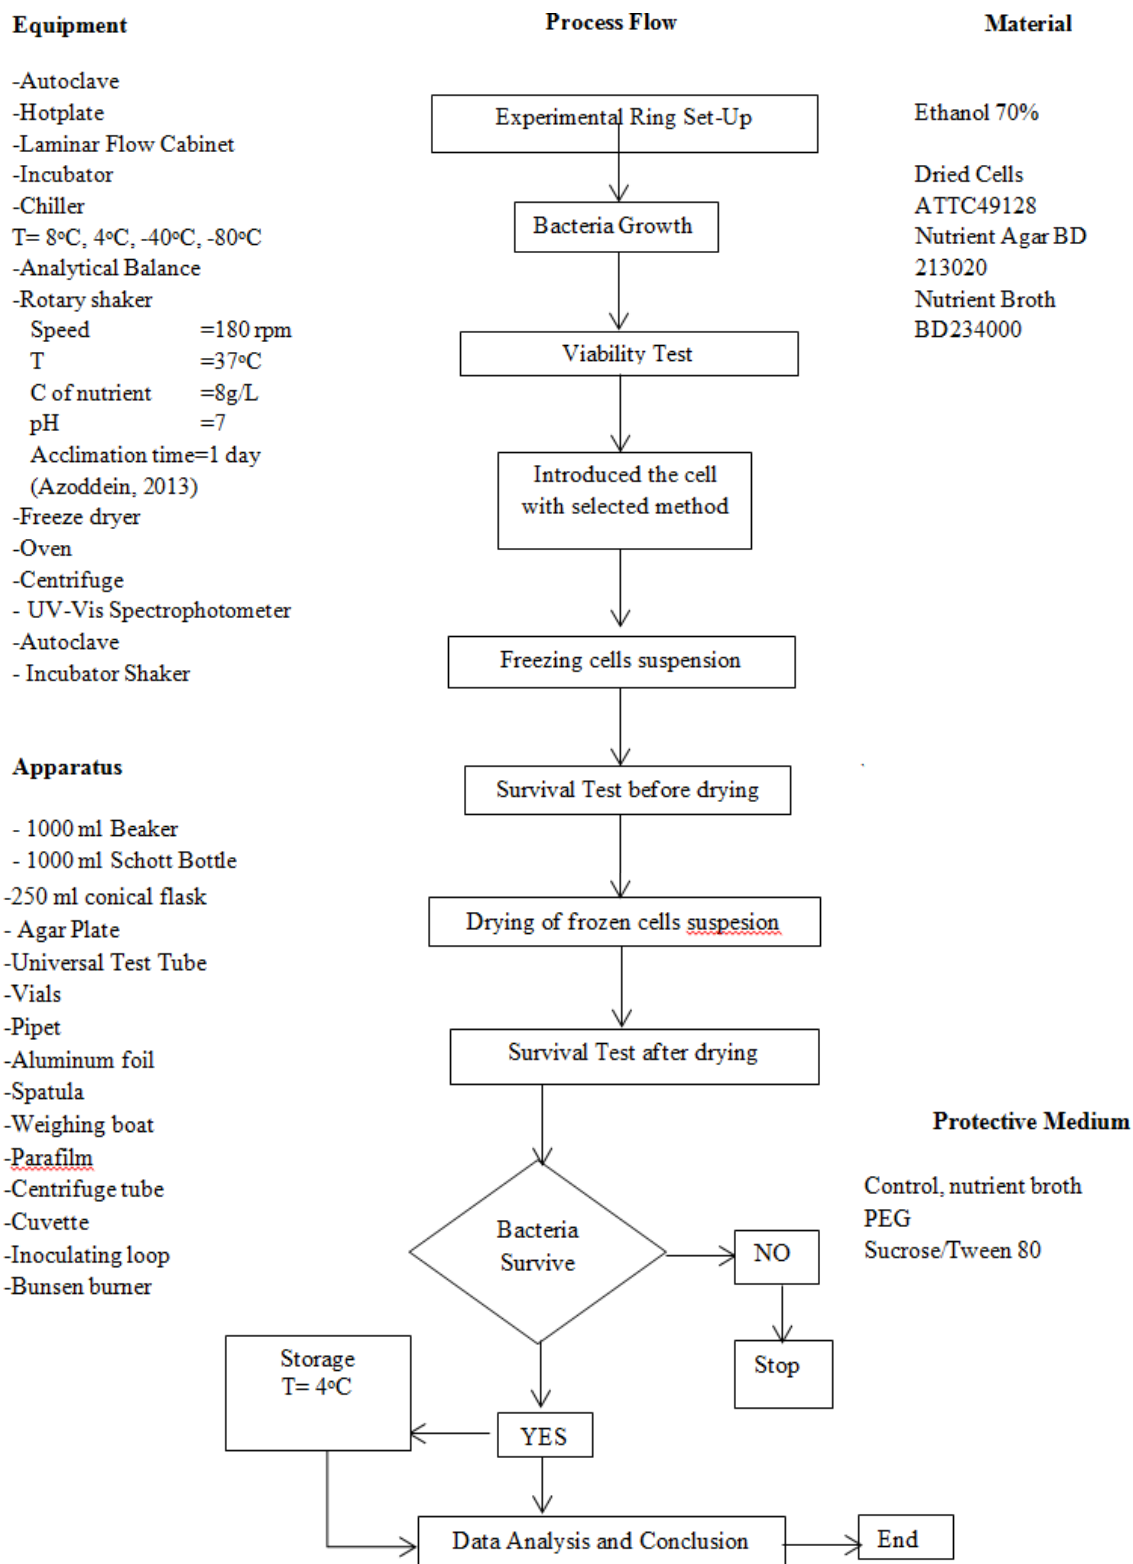 Equipment
-Autoclave
-Hotplate
-Laminar Flow Cabinet
-Incubator
-Chiller
T= 8°C, 4°C, -40°C, -80°C
-Analytical Balance
-Rotary shaker
Speed =180 rpm
T =37°C
C of nutrient =8g/L
pH =7
Acclimation time=1 day
(Azoddein, 2013)
-Freeze dryer
-Oven
-Centrifuge
- UV-Vis Spectrophotometer
-Autoclave
- Incubator Shaker
Apparatus
- 1000 ml Beaker
- 1000 ml Schott Bottle
-250 ml conical flask
- Agar Plate
-Universal Test Tube
-Vials
-Pipet
-Aluminum foil
-Spatula
-Weighing boat
-Parafilm
-Centrifuge tube
-Cuvette
-Inoculating loop
-Bunsen burner
Process Flow
Experimental Ring Set-Up
Bacteria Growth
Viability Test
Introduced the cell
with selected method
Freezing cells suspension
Survival Test before drying
Drying of frozen cells suspesion
Survival Test after drying
Bacteria
Survive
NO
Stop
YES
Storage
T= 4°C
Data Analysis and Conclusion
End
Material
Ethanol 70%
Dried Cells
ATTC49128
Nutrient Agar BD
213020
Nutrient Broth
BD234000
Protective Medium
Control, nutrient broth
PEG
Sucrose/Tween 80